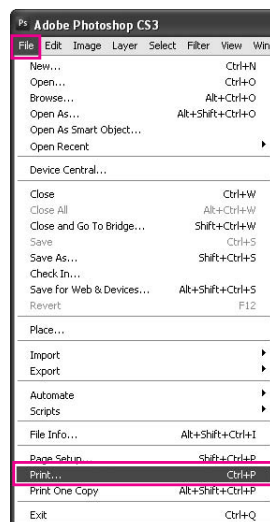 Ps Adobe Photoshop CS3
File Edit Image Layer Select Filter View Win
New... Ctrl+N
Open... Ctrl+O
Browse... Alt+Ctrl+O
Open As... Alt+Shift+Ctrl+O
Open As Smart Object...
Open Recent
Device Central...
Close Ctrl+W
Close All Alt+Ctrl+W
Close and Go To Bridge... Shift+Ctrl+W
Save Ctrl+S
Save As... Shift+Ctrl+S
Check In...
Save for Web & Devices... Alt+Shift+Ctrl+S
Revert F12
Place...
Import
Export
Automate
Scripts
File Info... Alt+Shift+Ctrl+I
Page Setup... Shift+Ctrl+P
Print... Ctrl+P
Print One Copy Alt+Shift+Ctrl+P
Exit Ctrl+Q